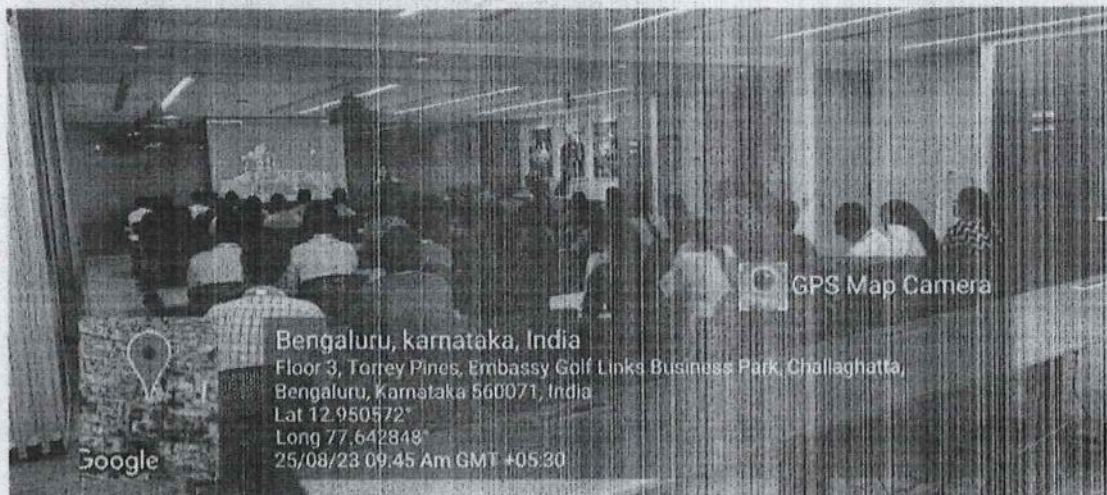 GPS Map Camera
Bengaluru, karnataka, India
Floor 3, Torrey Pines, Embassy Golf Links Business Park, Challaghatta,
Bengaluru, Karnataka 560071, India
Lat 12.950572°
Long 77.642848°
25/08/23 09:45 Am GMT +05:30
Google